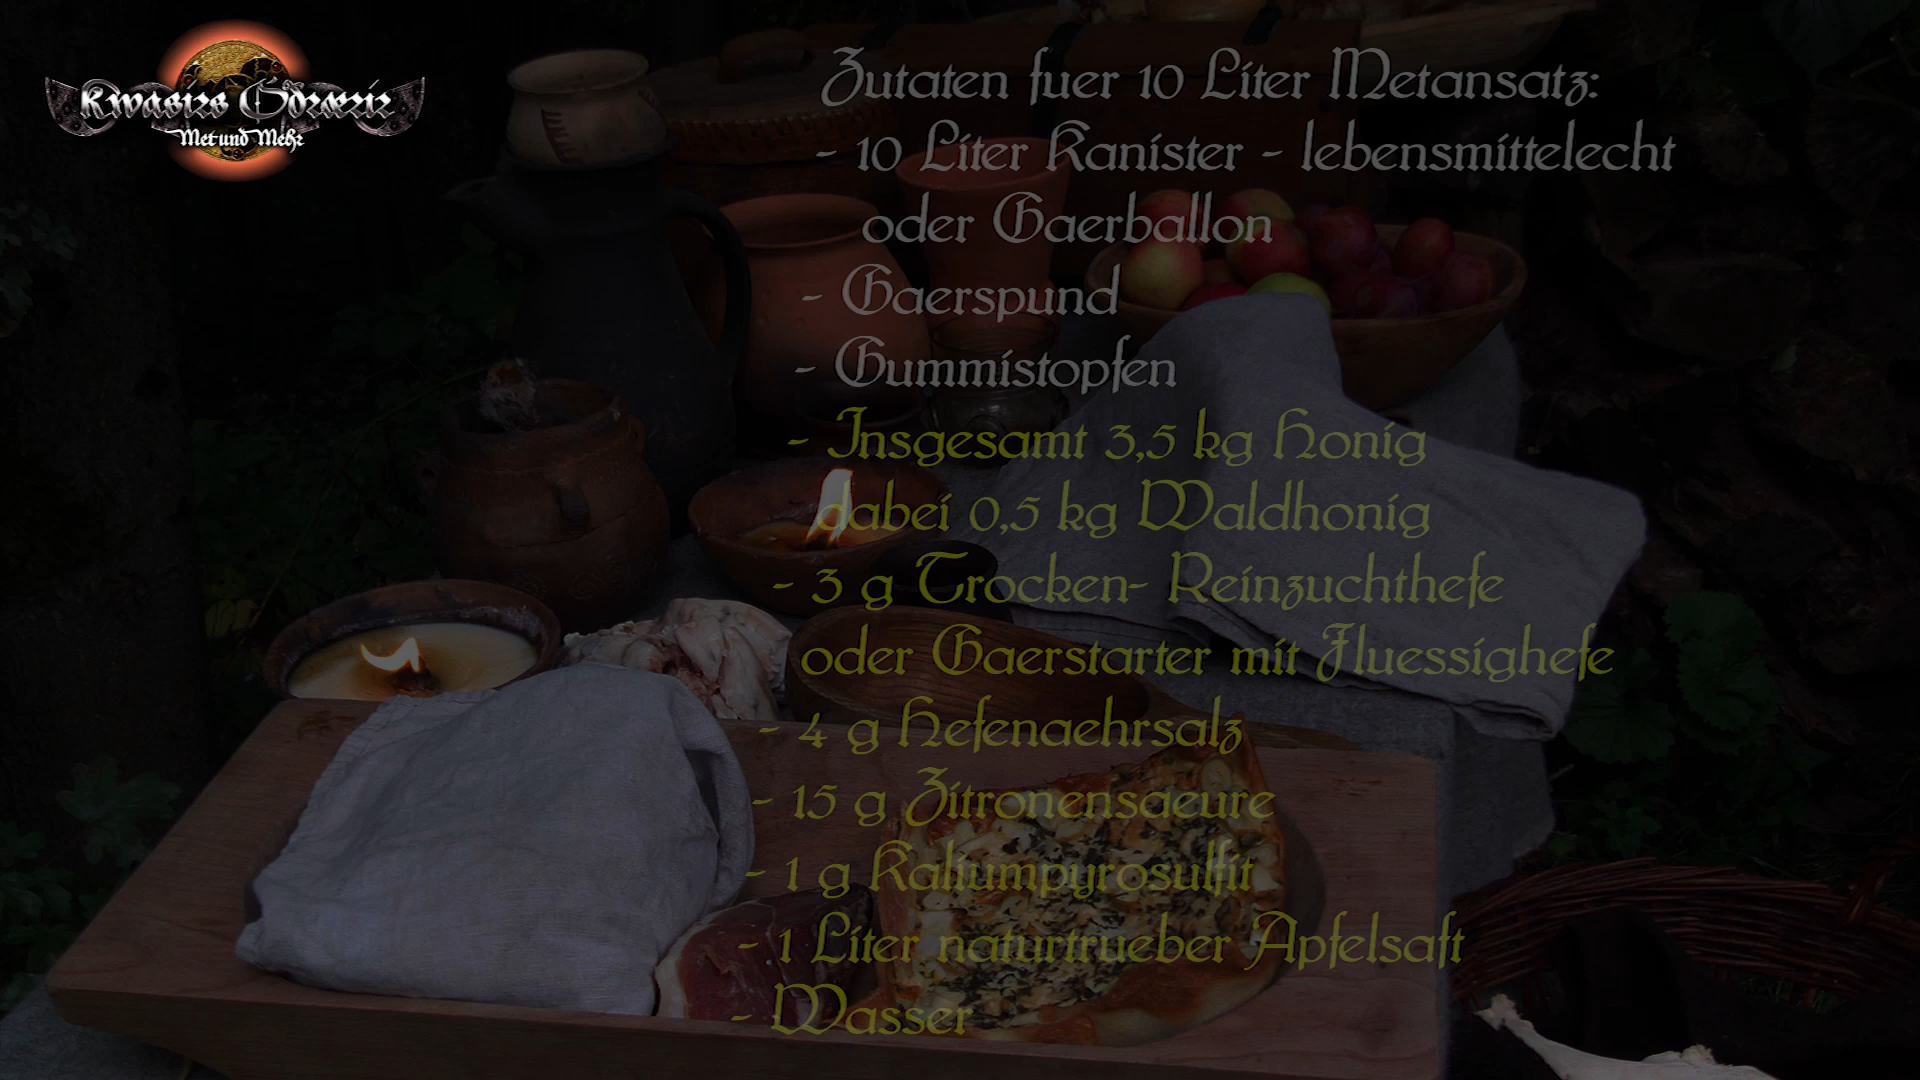 Kwasirs Görærie
Met und Mehr
Zutaten fuer 10 Liter Metansatz:
- 10 Liter Kanister - lebensmittelecht
oder Gaerballon
- Gaerspund
- Gummistopfen
- Insgesamt 3,5 kg Honig
dabei 0,5 kg Waldhonig
- 3 g Trocken- Reinzuchthefe
oder Gaerstarter mit Fluessighefe
- 4 g Hefenaehrsalz
- 15 g Zitronensaeure
- 1 g Kaliumpyrosulfit
- 1 Liter naturtrueber Apfelsaft
- Wasser